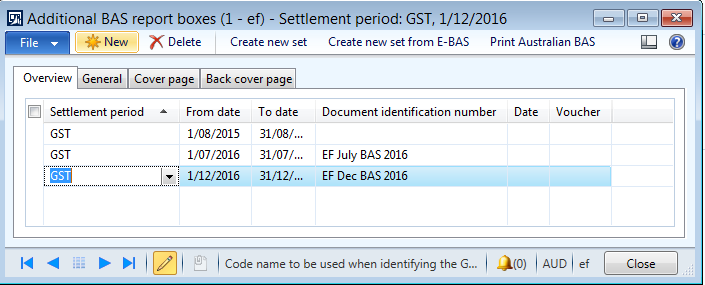 Additional BAS report boxes (1 - ef) - Settlement period: GST, 1/12/2016
File New Delete Create new set Create new set from E-BAS Print Australian BAS
Overview General Cover page Back cover page
Settlement period From date To date Document identification number Date Voucher
GST 1/08/2015 31/08/...
GST 1/07/2016 31/07/... EF July BAS 2016
GST 1/12/2016 31/12/... EF Dec BAS 2016
Code name to be used when identifying the G... (0) AUD ef Close